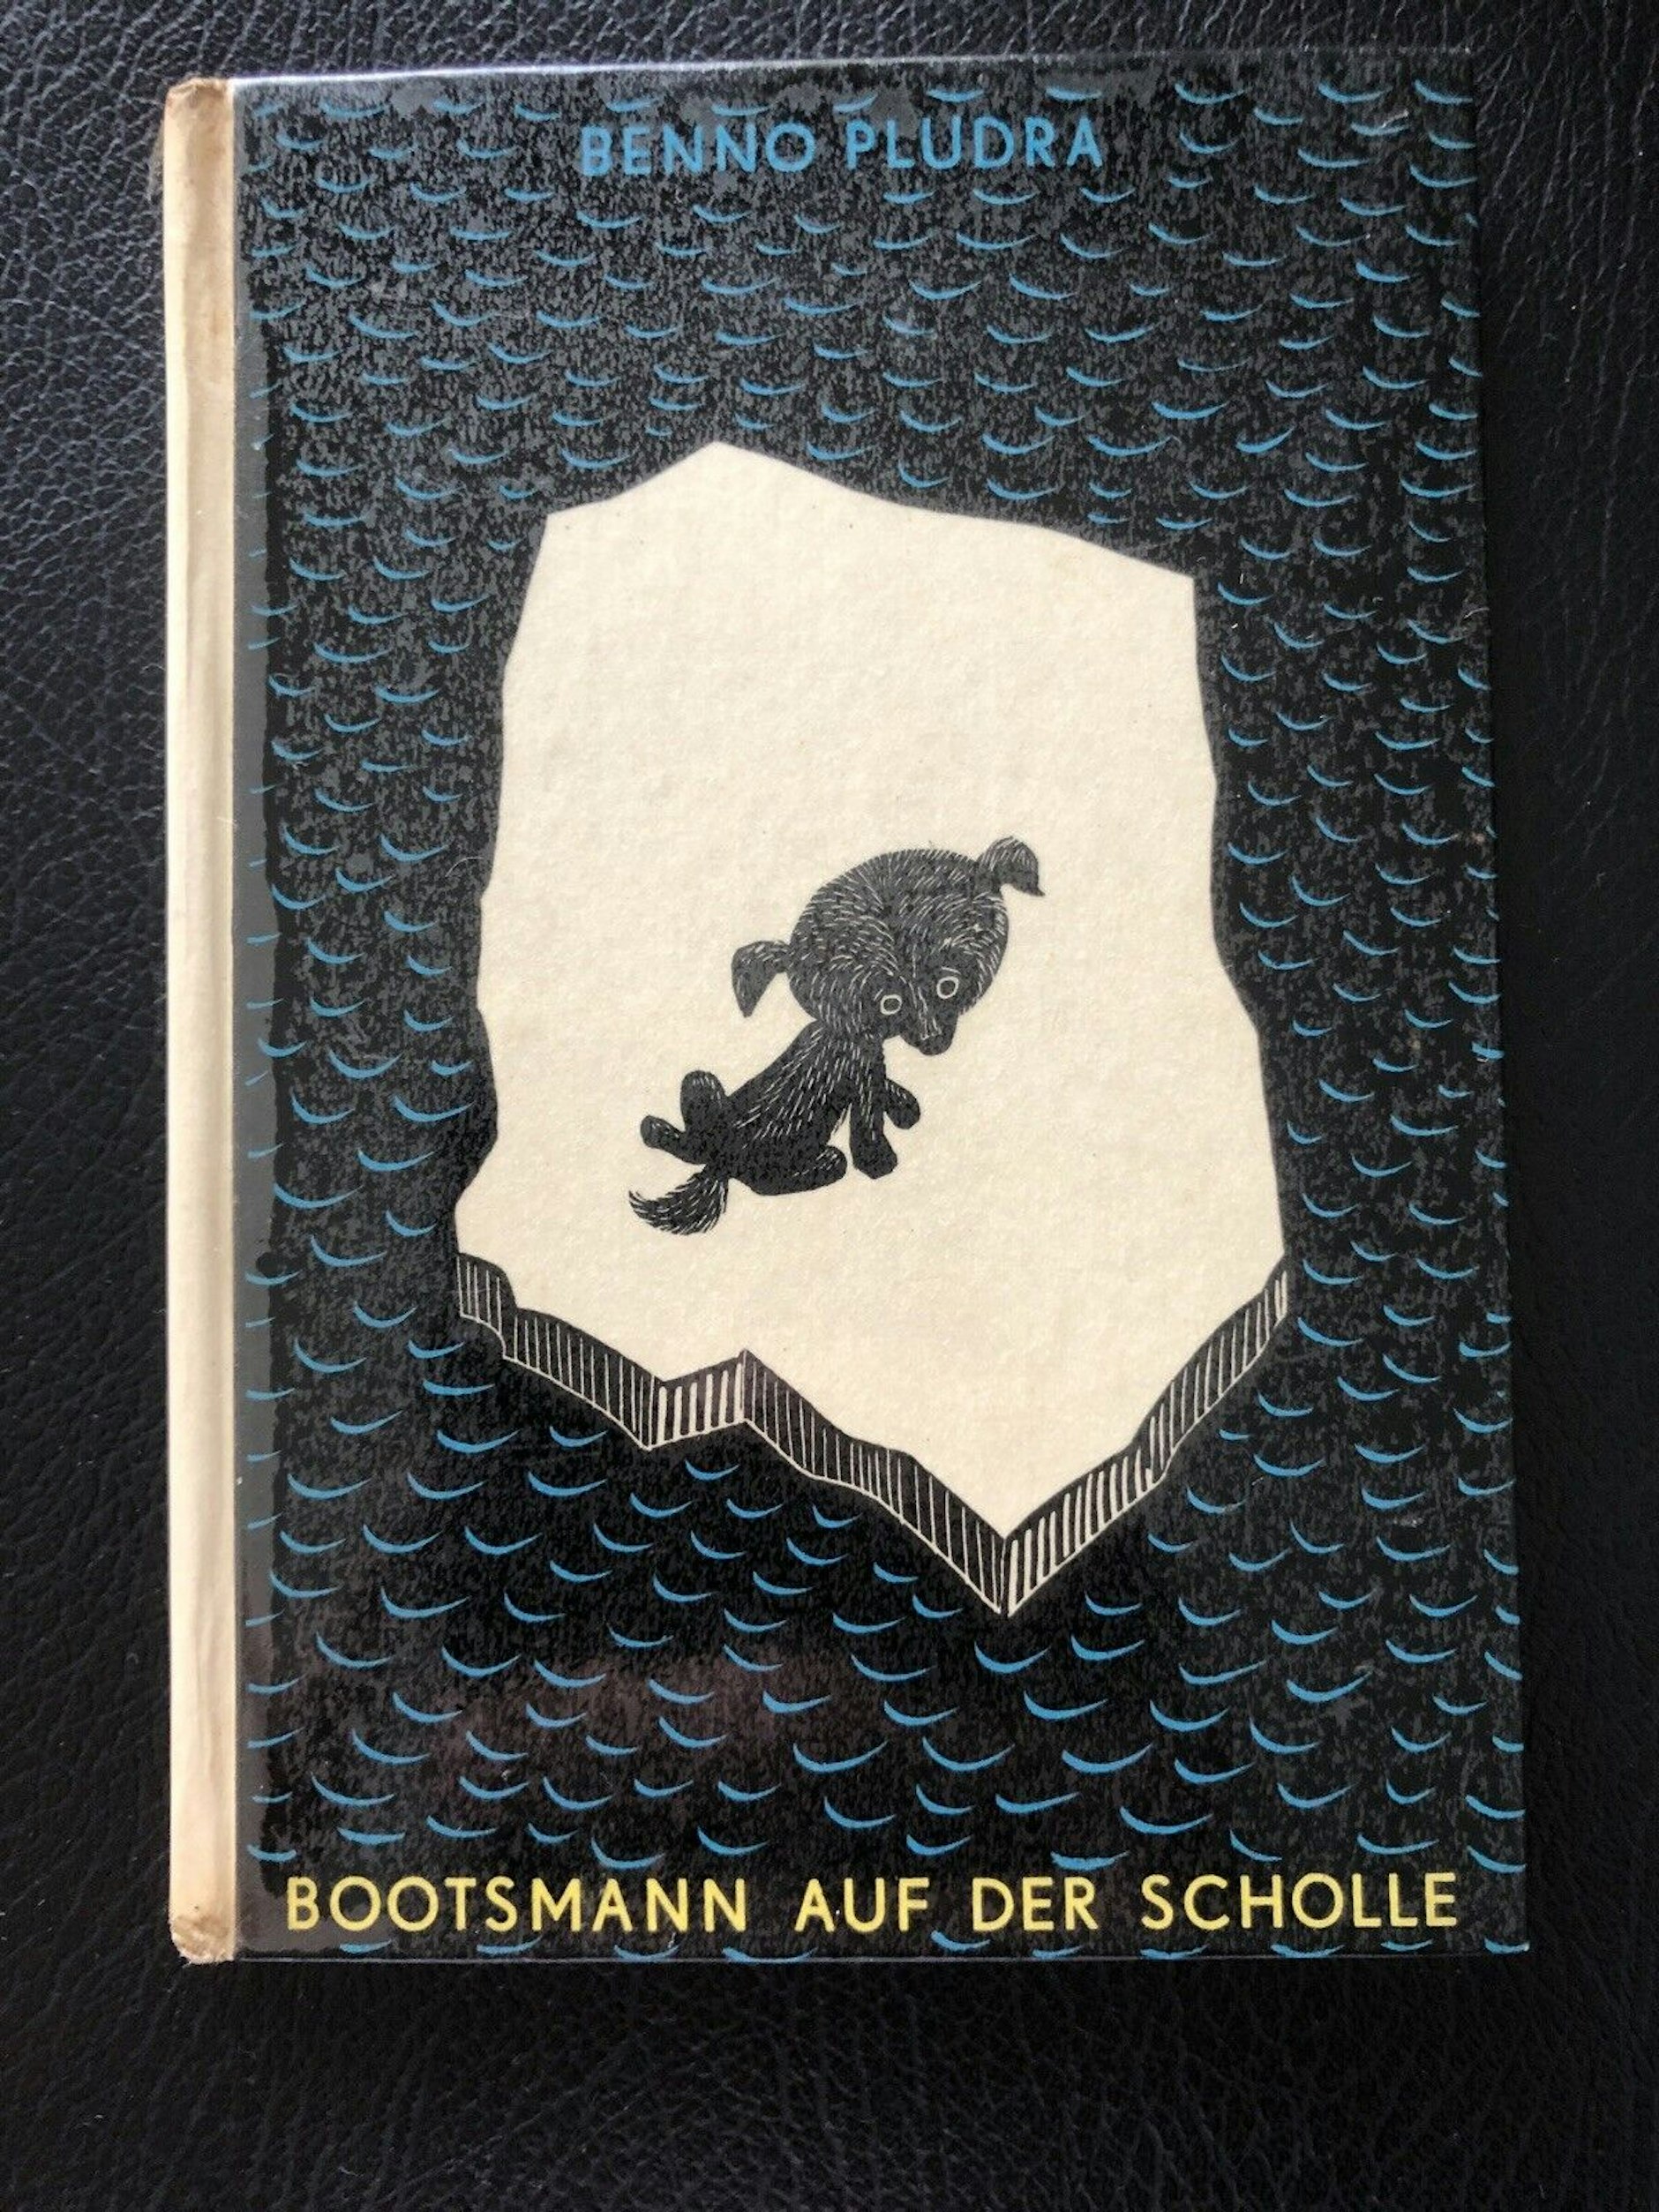 BENNO PLUDRA
BOOTSMANN AUF DER SCHOLLE